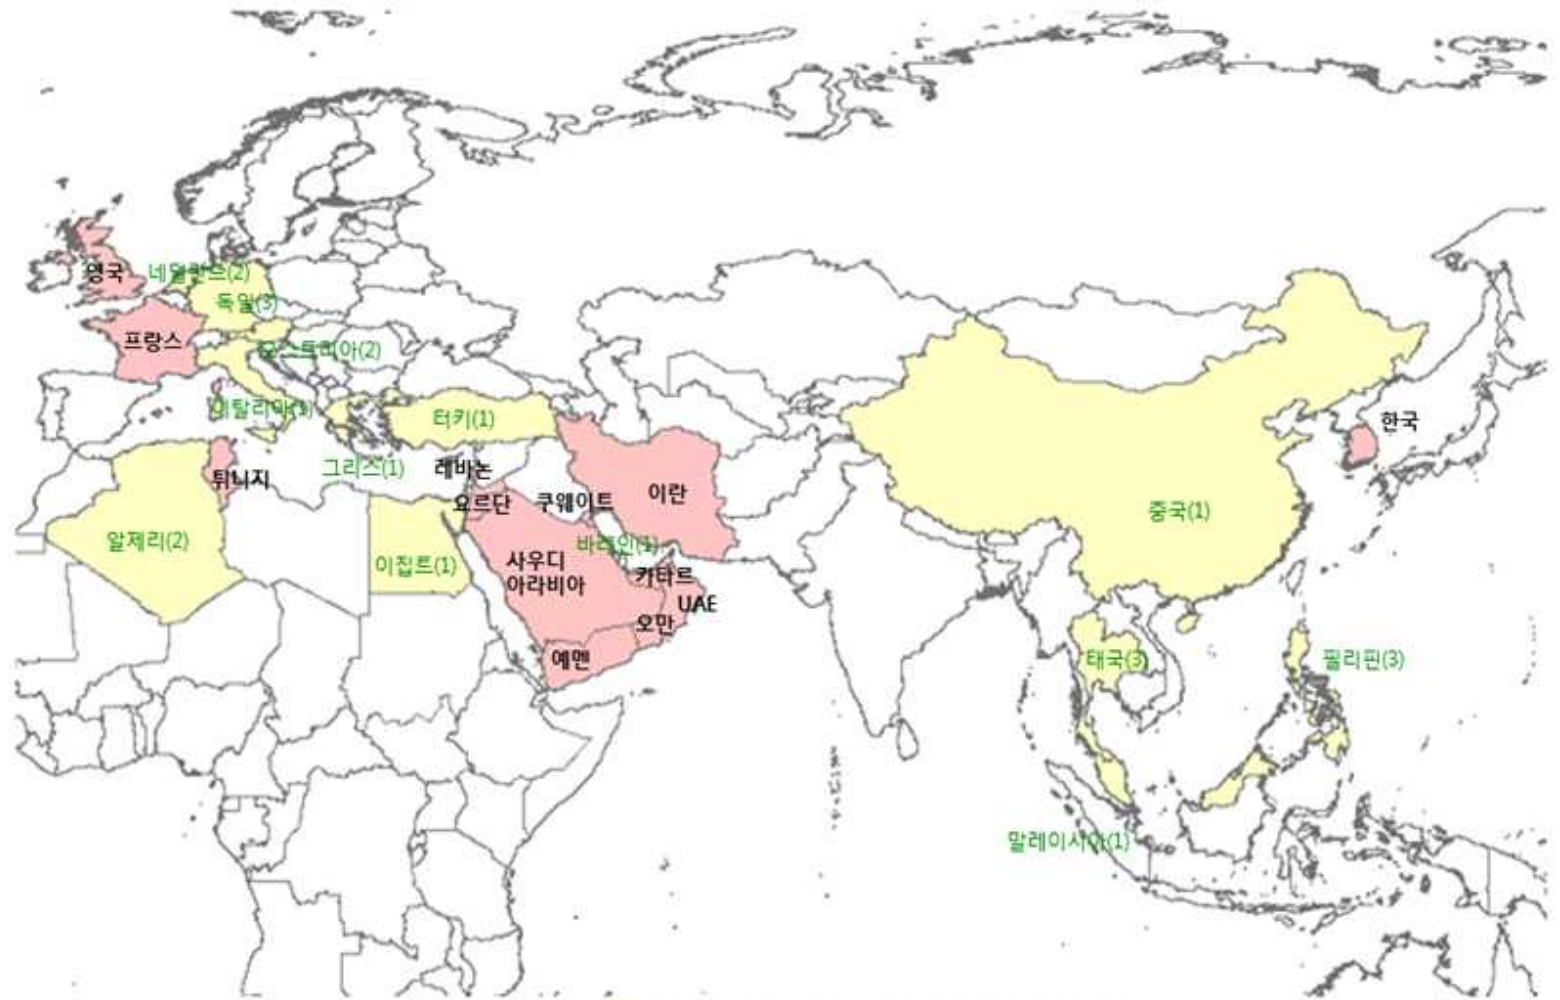 영국
네덜란드(2)
독일(3)
프랑스
오스트리아(2)
이탈리아(1)
터키(1)
한국
그리스(1)
레바논
튀니지
이란
요르단
쿠웨이트
중국(1)
알제리(2)
바레인(1)
이집트(1)
사우디
아라비아
카타르
UAE
오만
예멘
태국(3)
필리핀(3)
말레이시아(1)